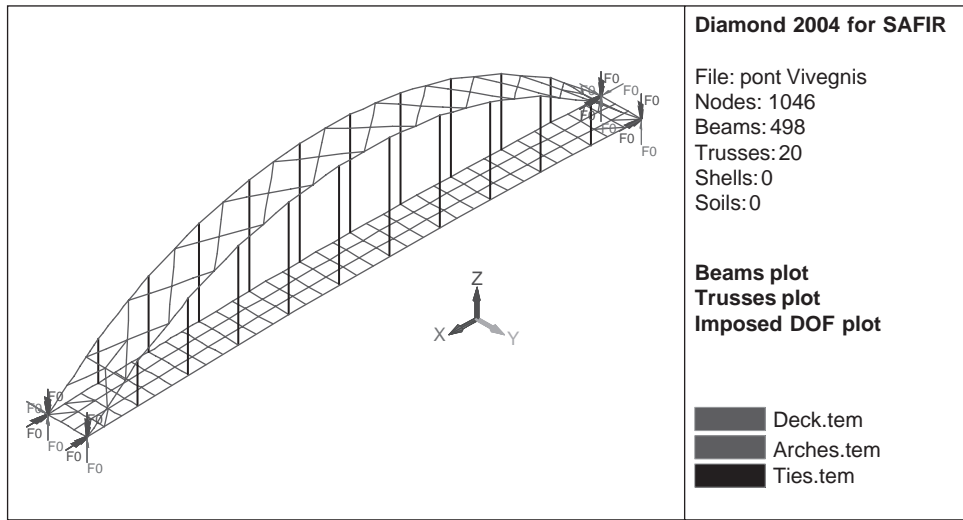 Diamond 2004 for SAFIR
File: pont Vivegnis
Nodes: 1046
Beams: 498
Trusses: 20
Shells: 0
Soils: 0
Beams plot
Trusses plot
Imposed DOF plot
Deck.tem
Arches.tem
Ties.tem
F0
F0
F0
F0
F0
F0
F0
Z
X
Y
F0
F0
F0
F0
F0
F0
F0